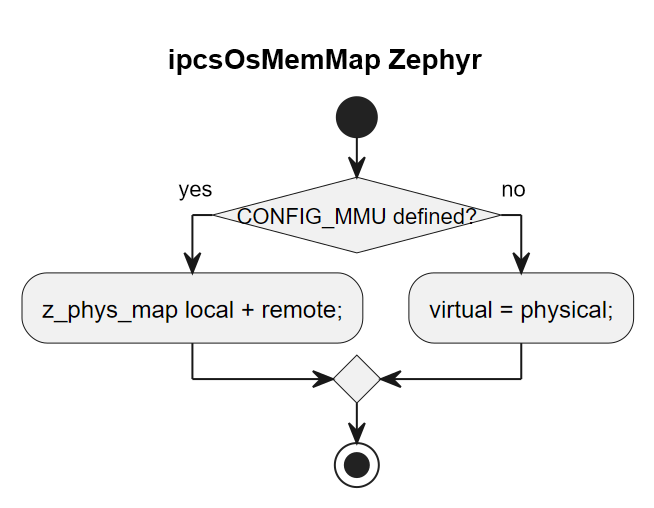 ipcsOsMemMap Zephyr
yes
no
CONFIG_MMU defined?
z_phys_map local + remote;
virtual = physical;